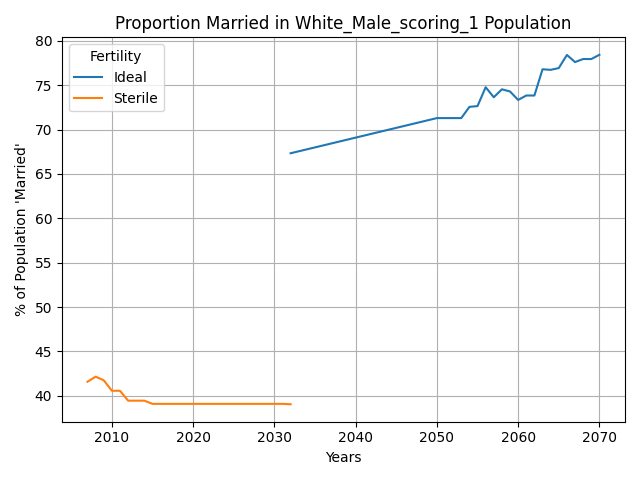 Proportion Married in White_Male_scoring_1 Population
80
75
70
65
60
55
50
45
40
% of Population 'Married'
Fertility
Ideal
Sterile
2010 2020 2030 2040 2050 2060 2070
Years